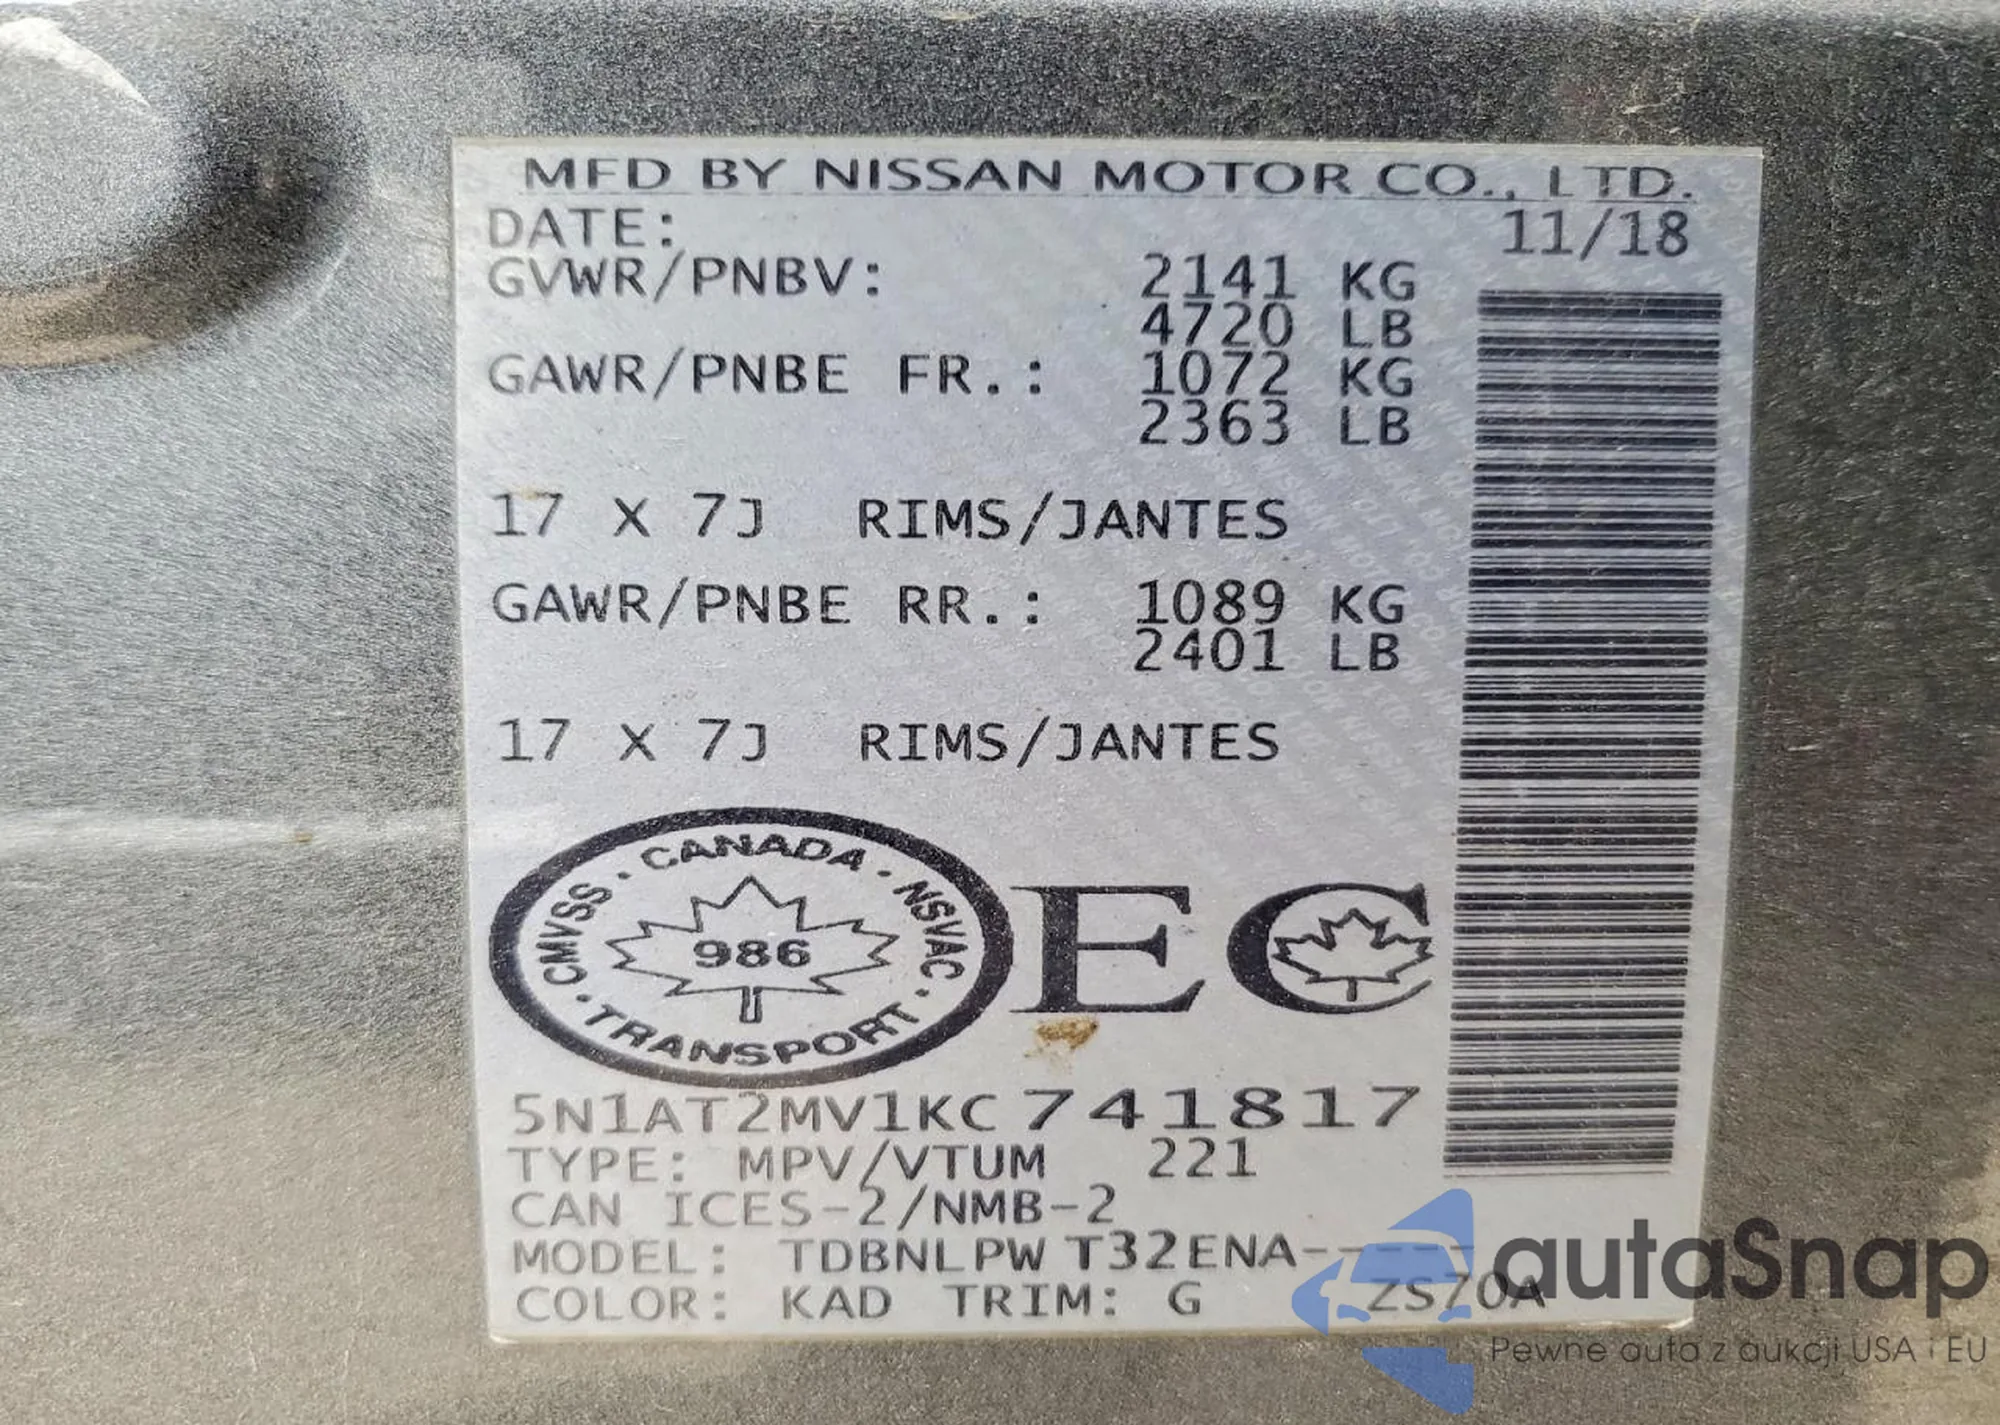 MFD BY NISSAN MOTOR CO., LTD.
DATE: 11/18
GVWR/PNBV: 2141 KG
4720 LB
GAWR/PNBE FR.: 1072 KG
2363 LB
17 X 7J RIMS/JANTES
GAWR/PNBE RR.: 1089 KG
2401 LB
17 X 7J RIMS/JANTES
CANADA · NSVAC · TRANSPORT · CMVSS ·
986
EC
5N1AT2MV1KC741817
TYPE: MPV/VTUM 221
CAN ICES-2/NMB-2
MODEL: TDBNLPW T32ENA-----
COLOR: KAD TRIM: G ZS70A
autaSnap
Pewne auta z aukcji USA i EU